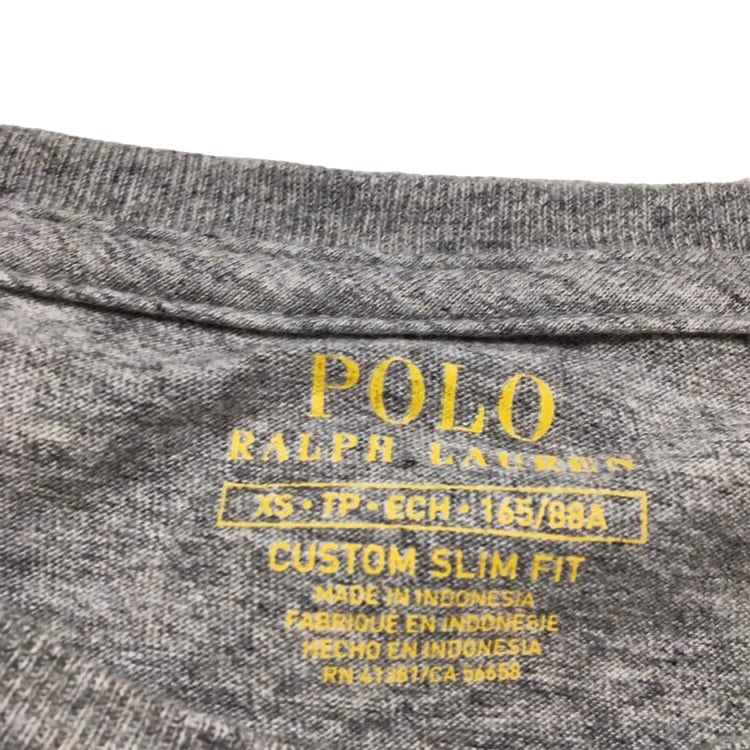 POLO
RALPH LAUREN
XS • TP • ECH • 165/88A
CUSTOM SLIM FIT
MADE IN INDONESIA
FABRIQUE EN INDONESIE
HECHO EN INDONESIA
RN 41381/CA 56658